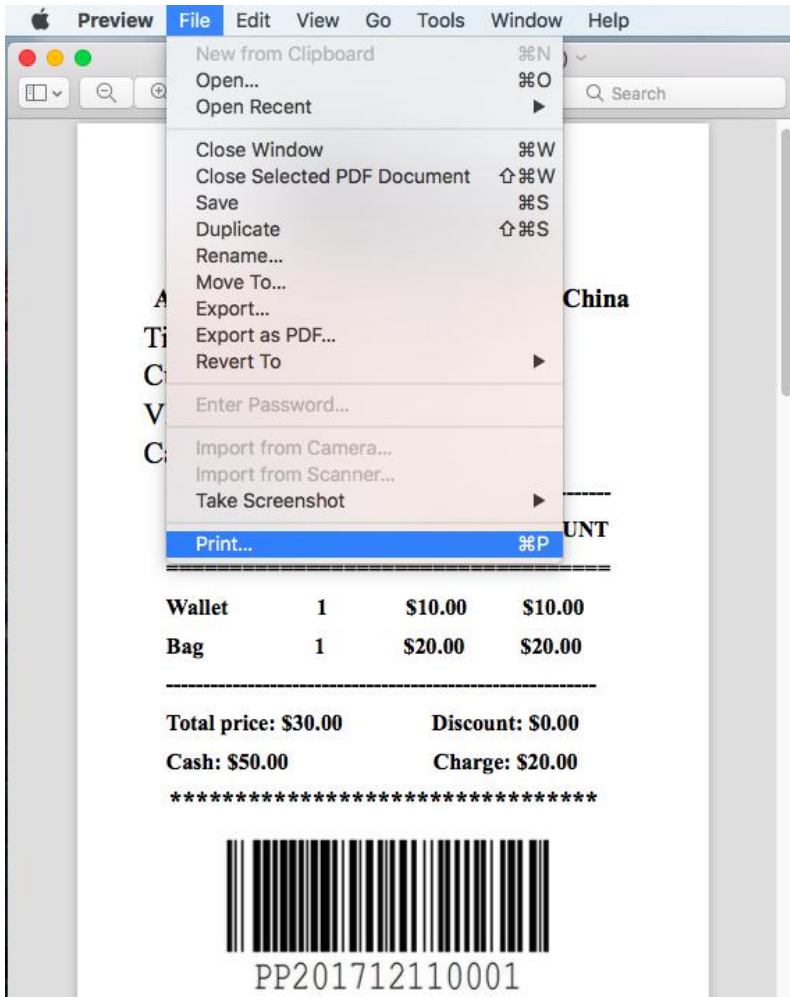 Preview File Edit View Go Tools Window Help
New from Clipboard ⌘N
) 
Open... ⌘O
Search
Open Recent ▶
Close Window ⌘W
Close Selected PDF Document ⇧⌘W
Save ⌘S
Duplicate ⇧⌘S
Rename...
Move To...
China
Export...
Ti
Export as PDF...
Revert To ▶
C
V
Enter Password...
Ca
Import from Camera...
Import from Scanner...
Take Screenshot ▶
-------
UNT
Print... ⌘P
========================================
Wallet 1 $10.00 $10.00
Bag 1 $20.00 $20.00
------------------------------------------------------------
Total price: $30.00 Discount: $0.00
Cash: $50.00 Charge: $20.00
*********************************
PP201712110001